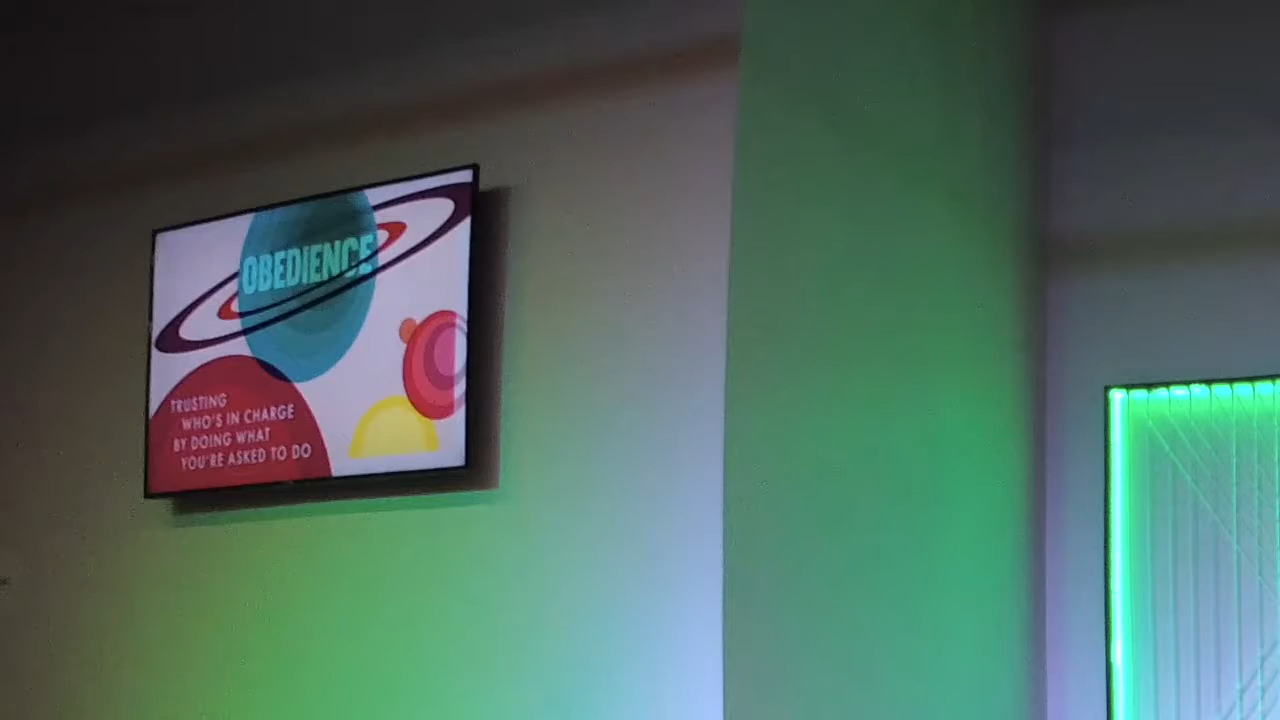 OBEDIENCE
TRUSTING
WHO'S IN CHARGE
BY DOING WHAT
YOU'RE ASKED TO DO